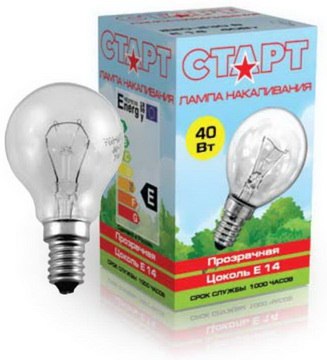 СТАРТ
ЛАМПА НАКАЛИВАНИЯ
40
Вт
Прозрачная
Цоколь Е 14
СРОК СЛУЖБЫ 1000 ЧАСОВ
Energy
E